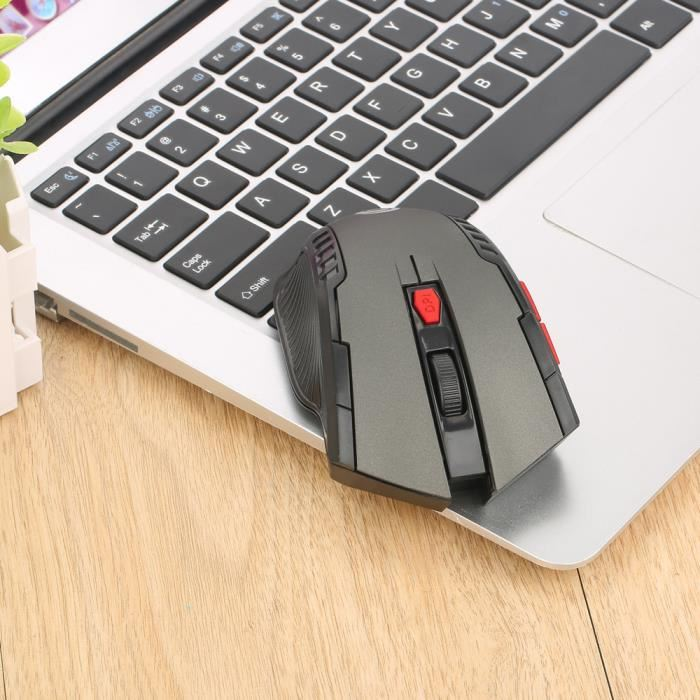 Esc F1 F2 F3 F4 F5
~ ! 1 @ 2 # 3 $ 4 % 5 ^ 6
Tab Q W E R T Y
Caps Lock A S D F G H J
Shift Z X C V B N M
Alt
DPI